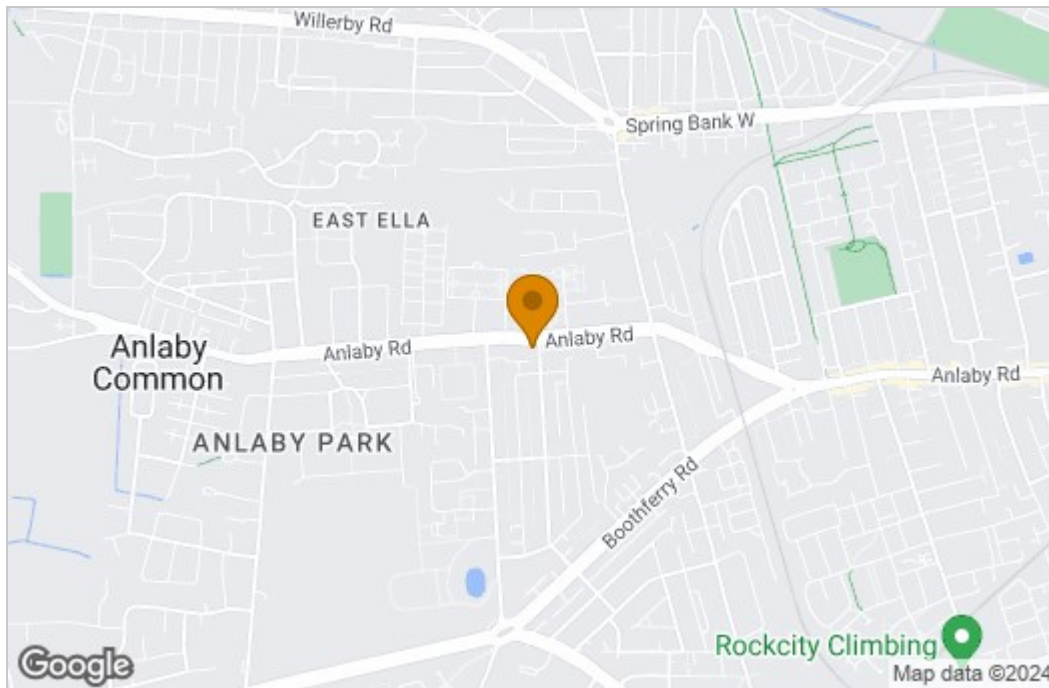 Willerby Rd
Spring Bank W
EAST ELLA
Anlaby Rd
Anlaby Rd
Anlaby
Common
Anlaby Rd
ANLABY PARK
Boothferry Rd
Rockcity Climbing
Google
Map data ©2024